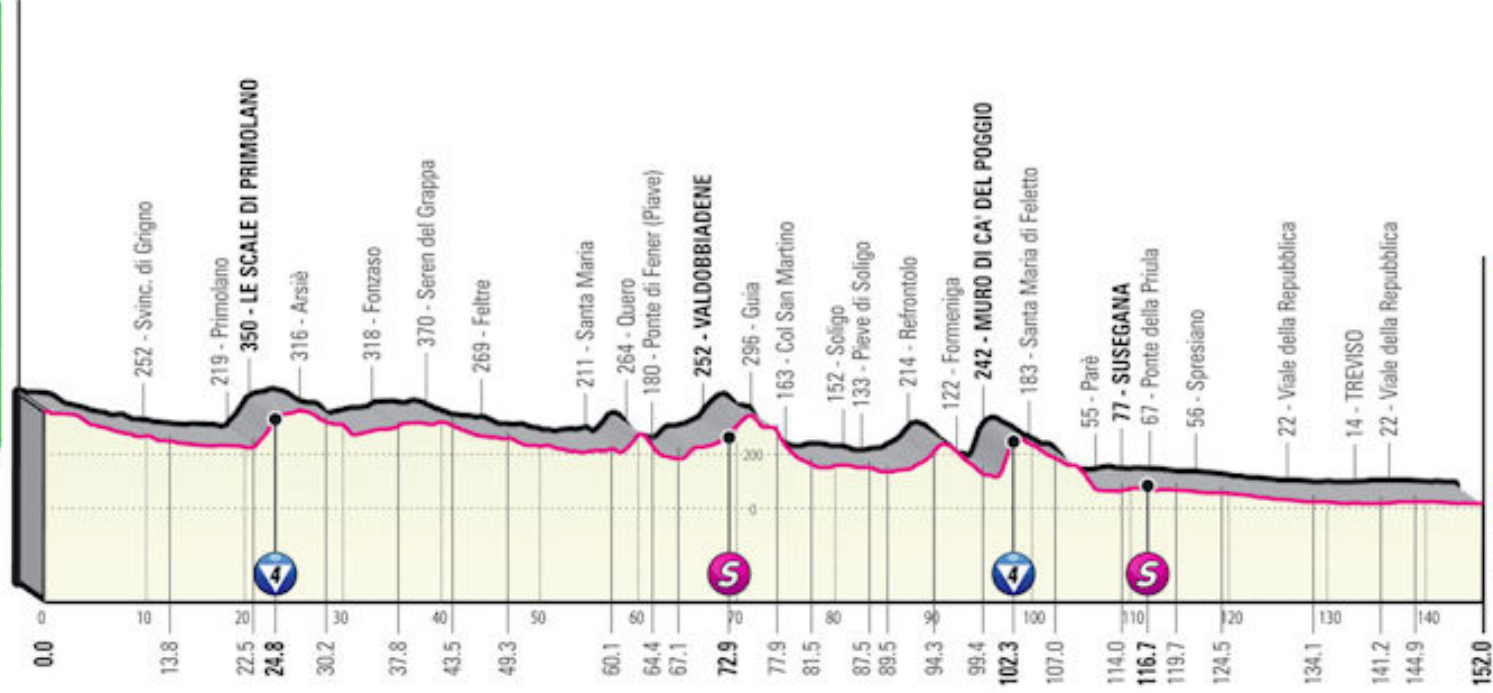 252 - Svinc. di Grigno
219 - Primolano
350 - LE SCALE DI PRIMOLANO
316 - Arsiè
318 - Fonzaso
370 - Seren del Grappa
269 - Feltre
211 - Santa Maria
264 - Quero
180 - Ponte di Fener (Piave)
252 - VALDOBBIADENE
296 - Guia
163 - Col San Martino
152 - Soligo
133 - Pieve di Soligo
214 - Refrontolo
122 - Formeniga
242 - MURO DI CA' DEL POGGIO
183 - Santa Maria di Feletto
55 - Parè
77 - SUSEGANA
67 - Ponte della Priula
56 - Spresiano
22 - Viale della Repubblica
14 - TREVISO
22 - Viale della Repubblica
200
0
4
S
4
S
0 10 20 30 40 50 60 70 80 90 100 110 120 130 140
0.0 13.8 22.5 24.8 30.2 37.8 43.5 49.3 60.1 64.4 67.1 72.9 77.9 81.5 87.5 89.5 94.3 99.4 102.3 107.0 114.0 116.7 119.7 124.5 134.1 141.2 144.9 152.0